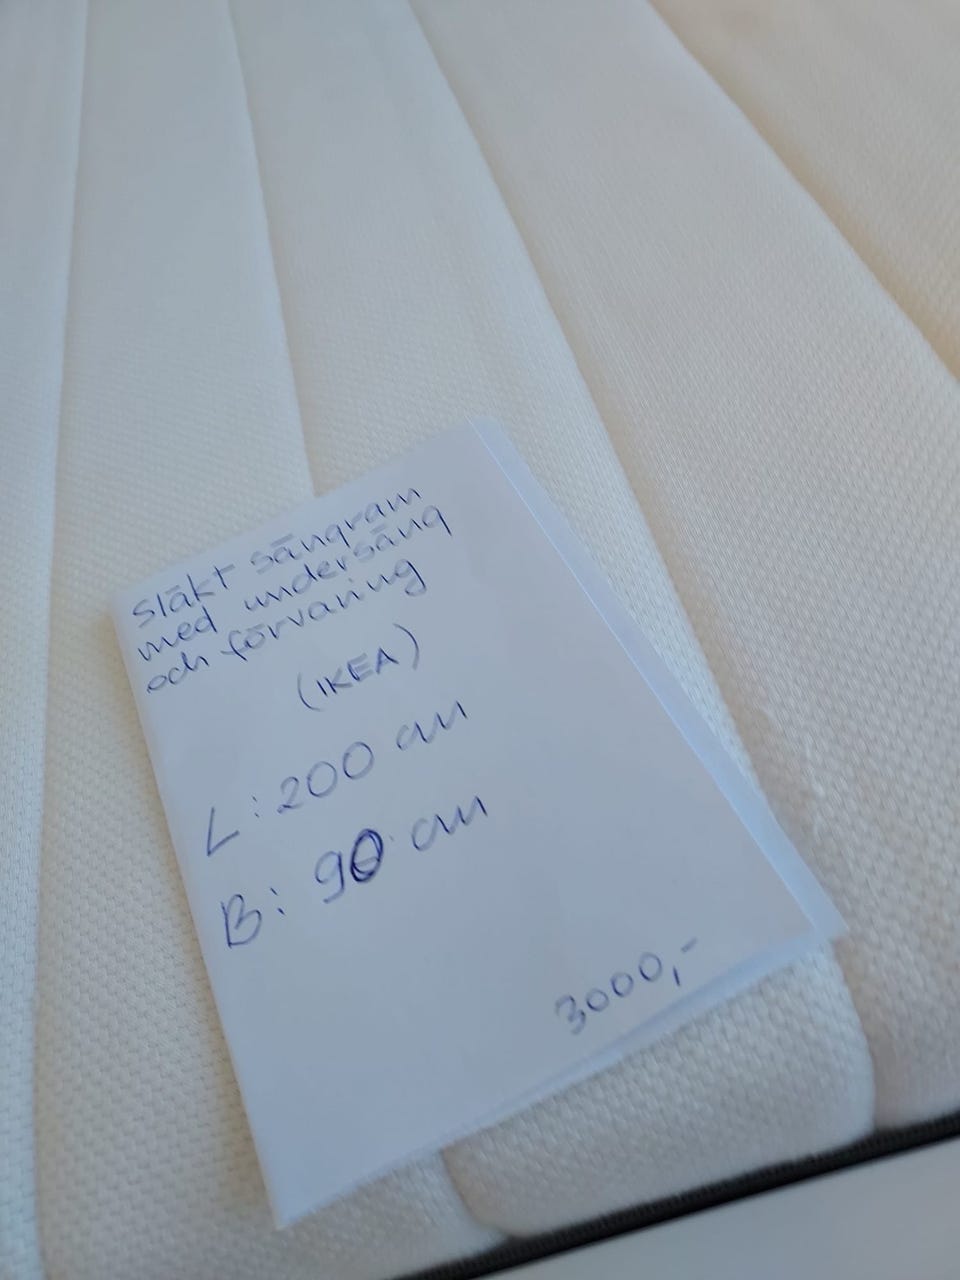 släkt sängram
med undersäng
och förvaring
(IKEA)
L: 200 cm
B: 90 cm
3000,-